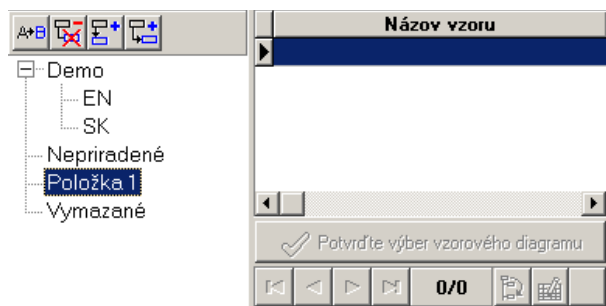 A B
Názov vzoru
Demo
EN
SK
Nepriradené
Položka 1
Vymazané
Potvrďte výber vzorového diagramu
0/0